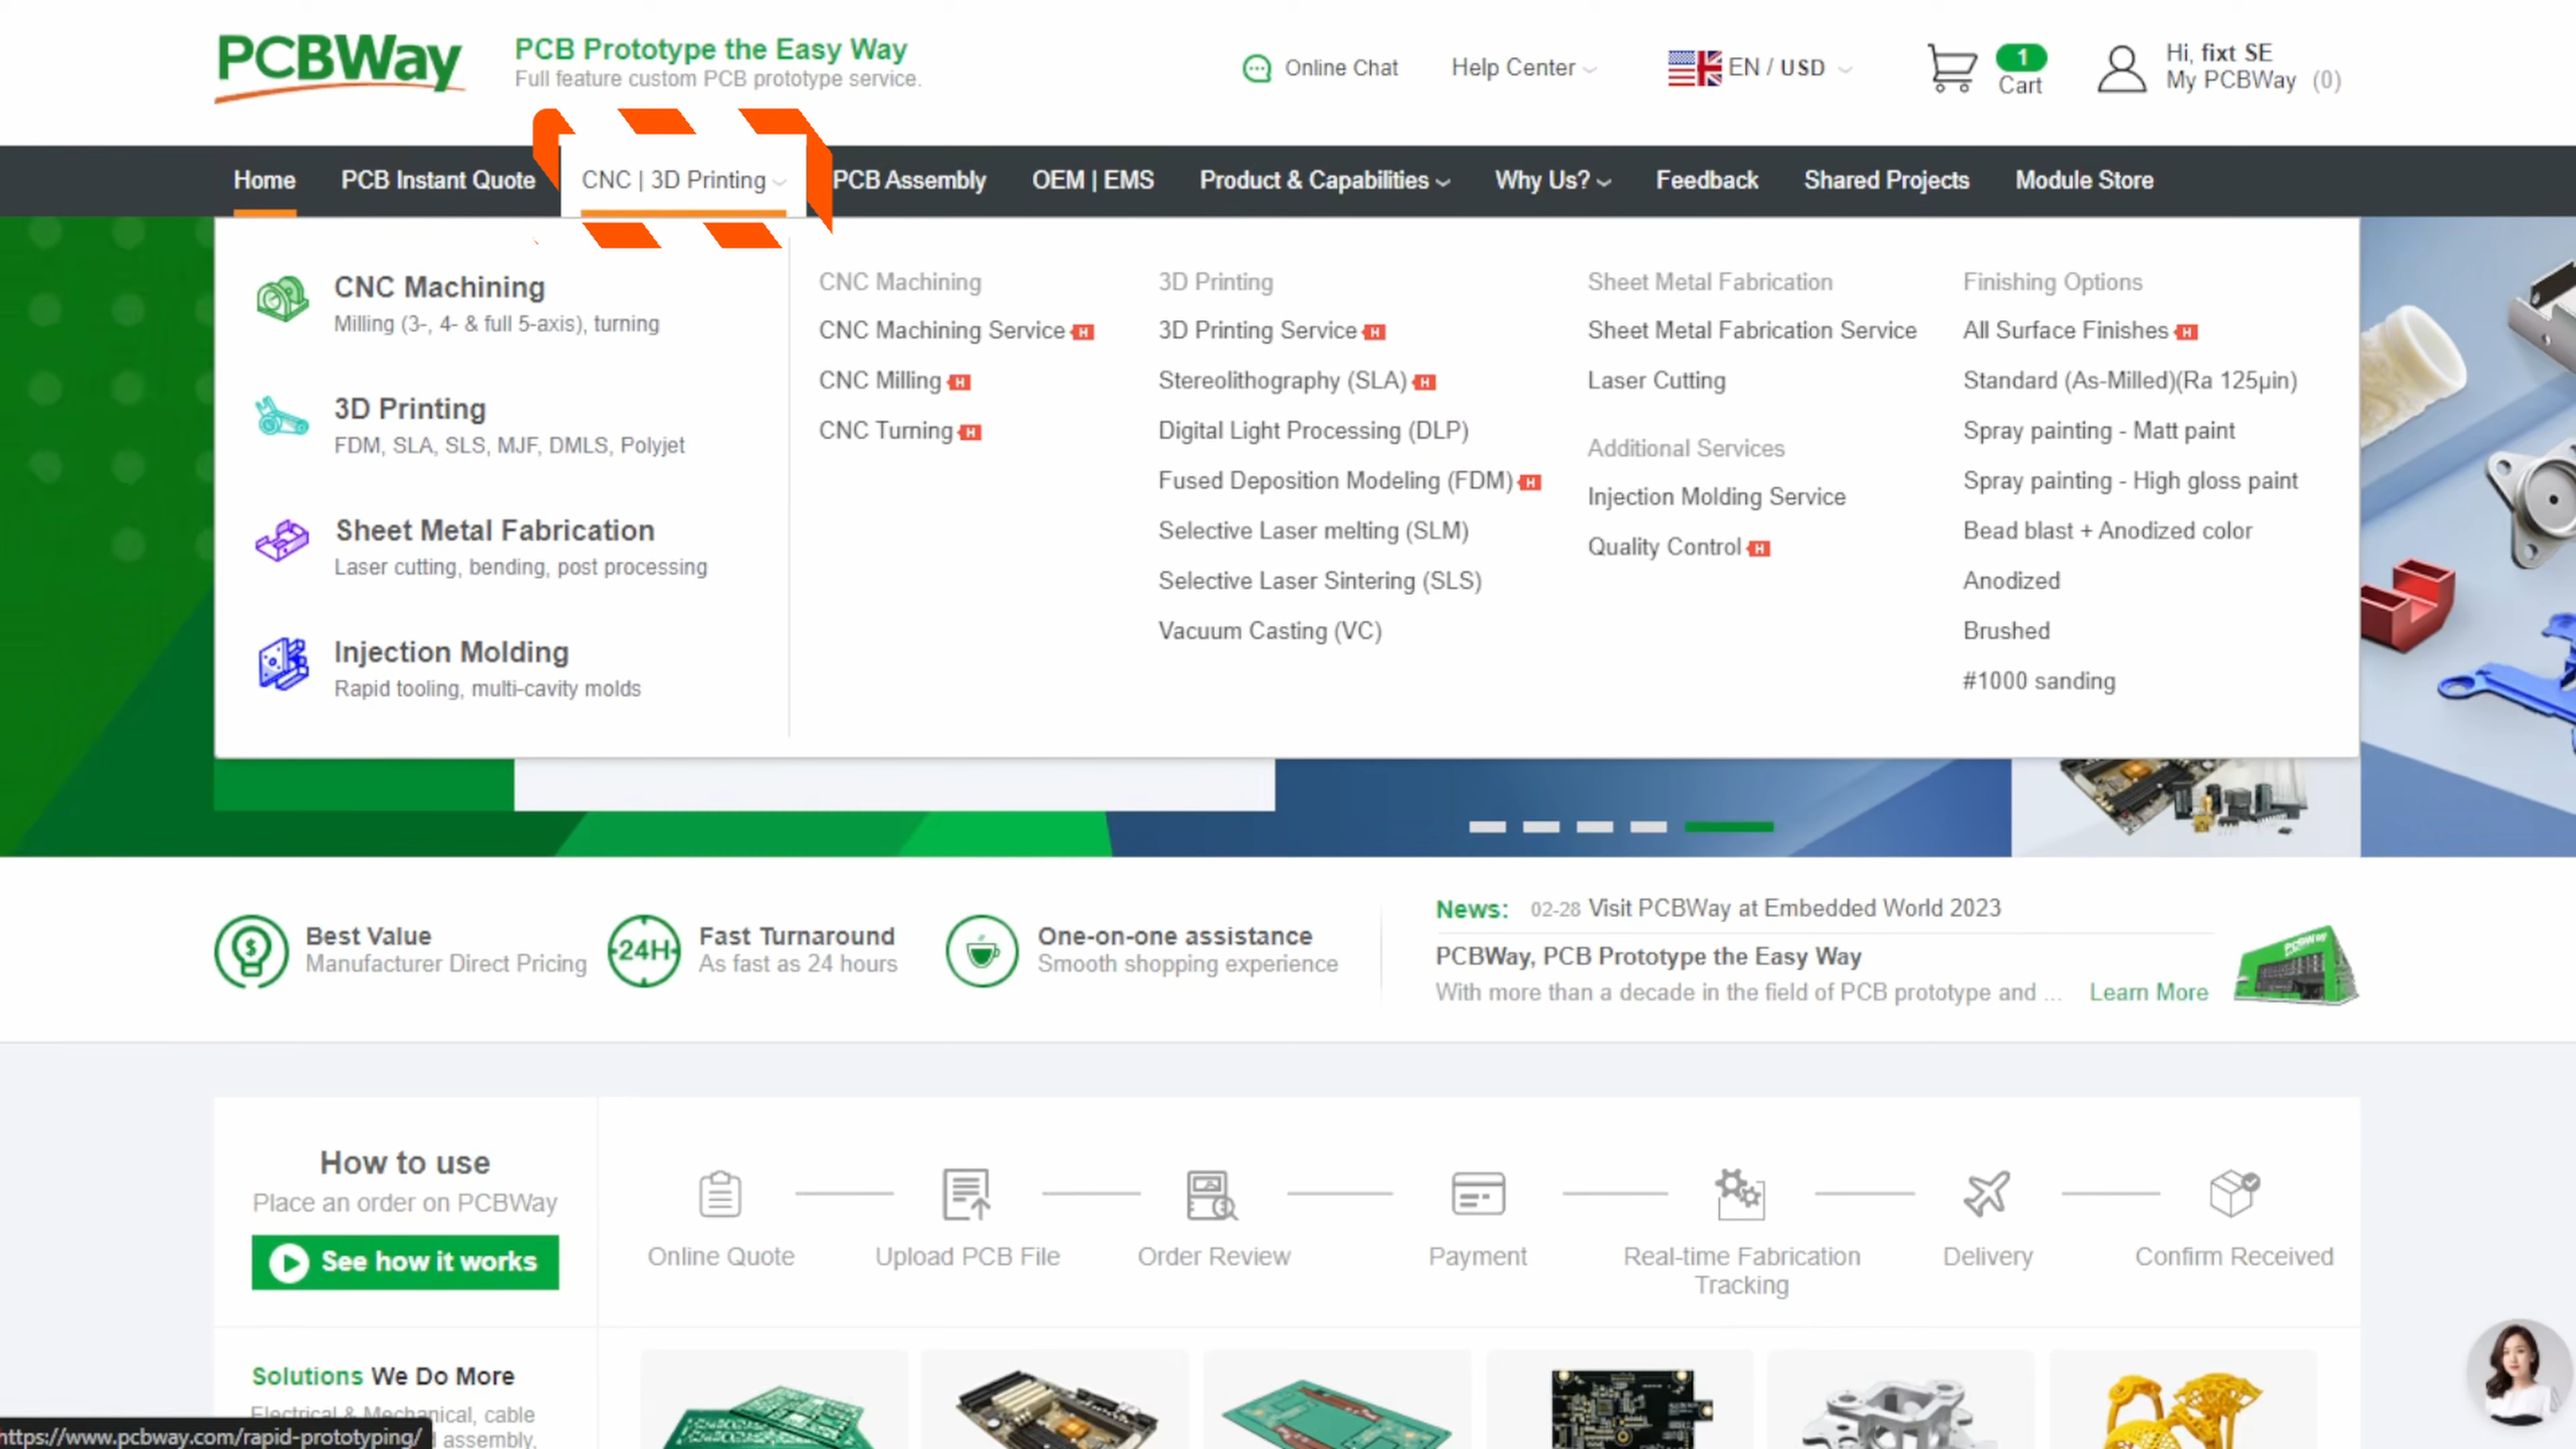 PCBWay
PCB Prototype the Easy Way
Full feature custom PCB prototype service.
Online Chat
Help Center
EN / USD
1
Cart
Hi, fixt SE
My PCBWay (0)
Home
PCB Instant Quote
CNC | 3D Printing
PCB Assembly
OEM | EMS
Product & Capabilities
Why Us?
Feedback
Shared Projects
Module Store
CNC Machining
Milling (3-, 4- & full 5-axis), turning
3D Printing
FDM, SLA, SLS, MJF, DMLS, Polyjet
Sheet Metal Fabrication
Laser cutting, bending, post processing
Injection Molding
Rapid tooling, multi-cavity molds
CNC Machining
CNC Machining Service H
CNC Milling H
CNC Turning H
3D Printing
3D Printing Service H
Stereolithography (SLA) H
Digital Light Processing (DLP)
Fused Deposition Modeling (FDM) H
Selective Laser melting (SLM)
Selective Laser Sintering (SLS)
Vacuum Casting (VC)
Sheet Metal Fabrication
Sheet Metal Fabrication Service
Laser Cutting
Additional Services
Injection Molding Service
Quality Control H
Finishing Options
All Surface Finishes H
Standard (As-Milled)(Ra 125µin)
Spray painting - Matt paint
Spray painting - High gloss paint
Bead blast + Anodized color
Anodized
Brushed
#1000 sanding
Best Value
Manufacturer Direct Pricing
24H
Fast Turnaround
As fast as 24 hours
One-on-one assistance
Smooth shopping experience
News: 02-28 Visit PCBWay at Embedded World 2023
PCBWay, PCB Prototype the Easy Way
With more than a decade in the field of PCB prototype and ... Learn More
PCBWay
How to use
Place an order on PCBWay
See how it works
Online Quote
Upload PCB File
Order Review
Payment
Real-time Fabrication
Tracking
Delivery
Confirm Received
Solutions We Do More
Electrical & Mechanical, cable
assembly,
https://www.pcbway.com/rapid-prototyping/